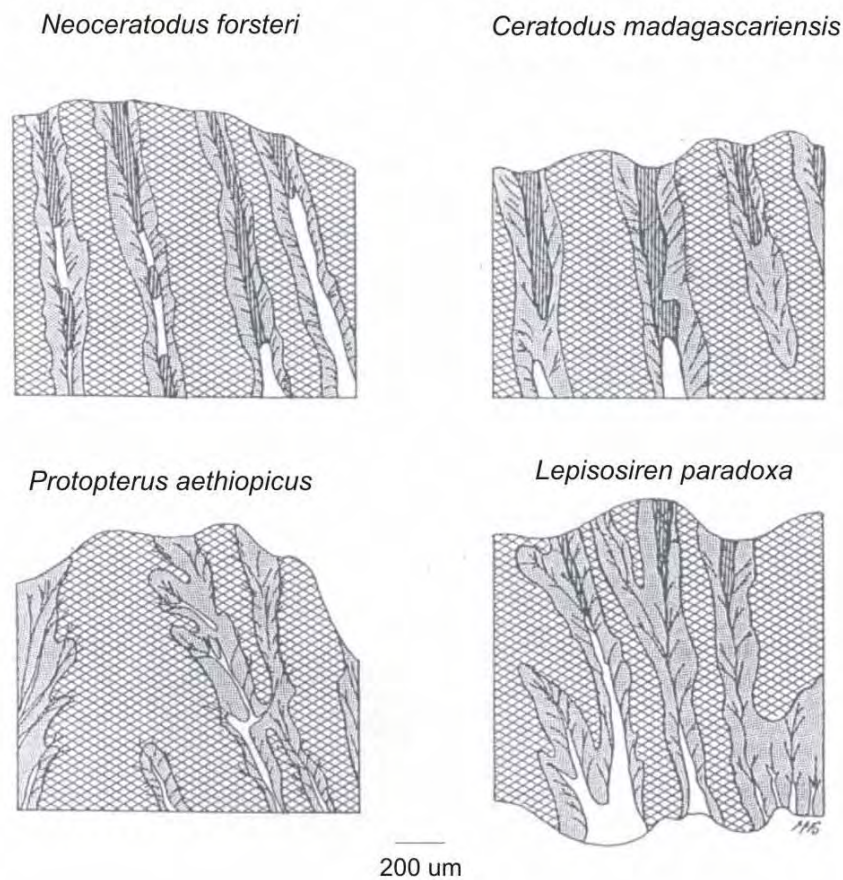 Neoceratodus forsteri
Ceratodus madagascariensis
Protopterus aethiopicus
Lepisosiren paradoxa
200 um